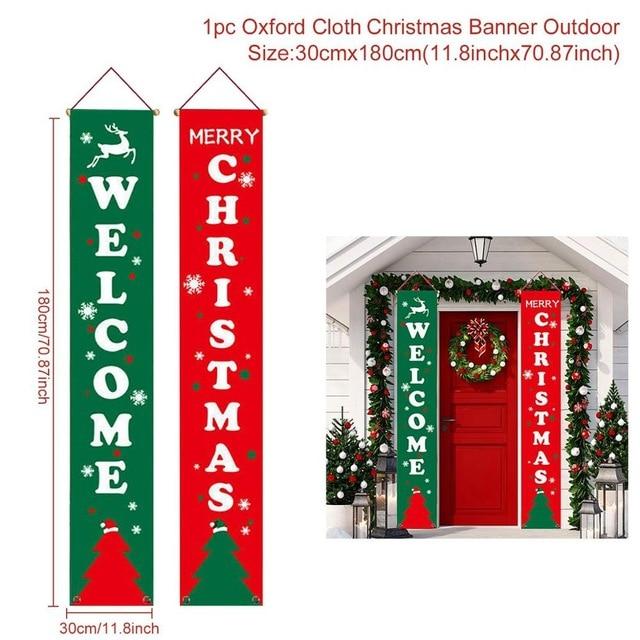 1pc Oxford Cloth Christmas Banner Outdoor
Size:30cmx180cm(11.8inchx70.87inch)
WELCOME
MERRY
CHRISTMAS
180cm/70.87inch
30cm/11.8inch
WELCOME
MERRY
CHRISTMAS